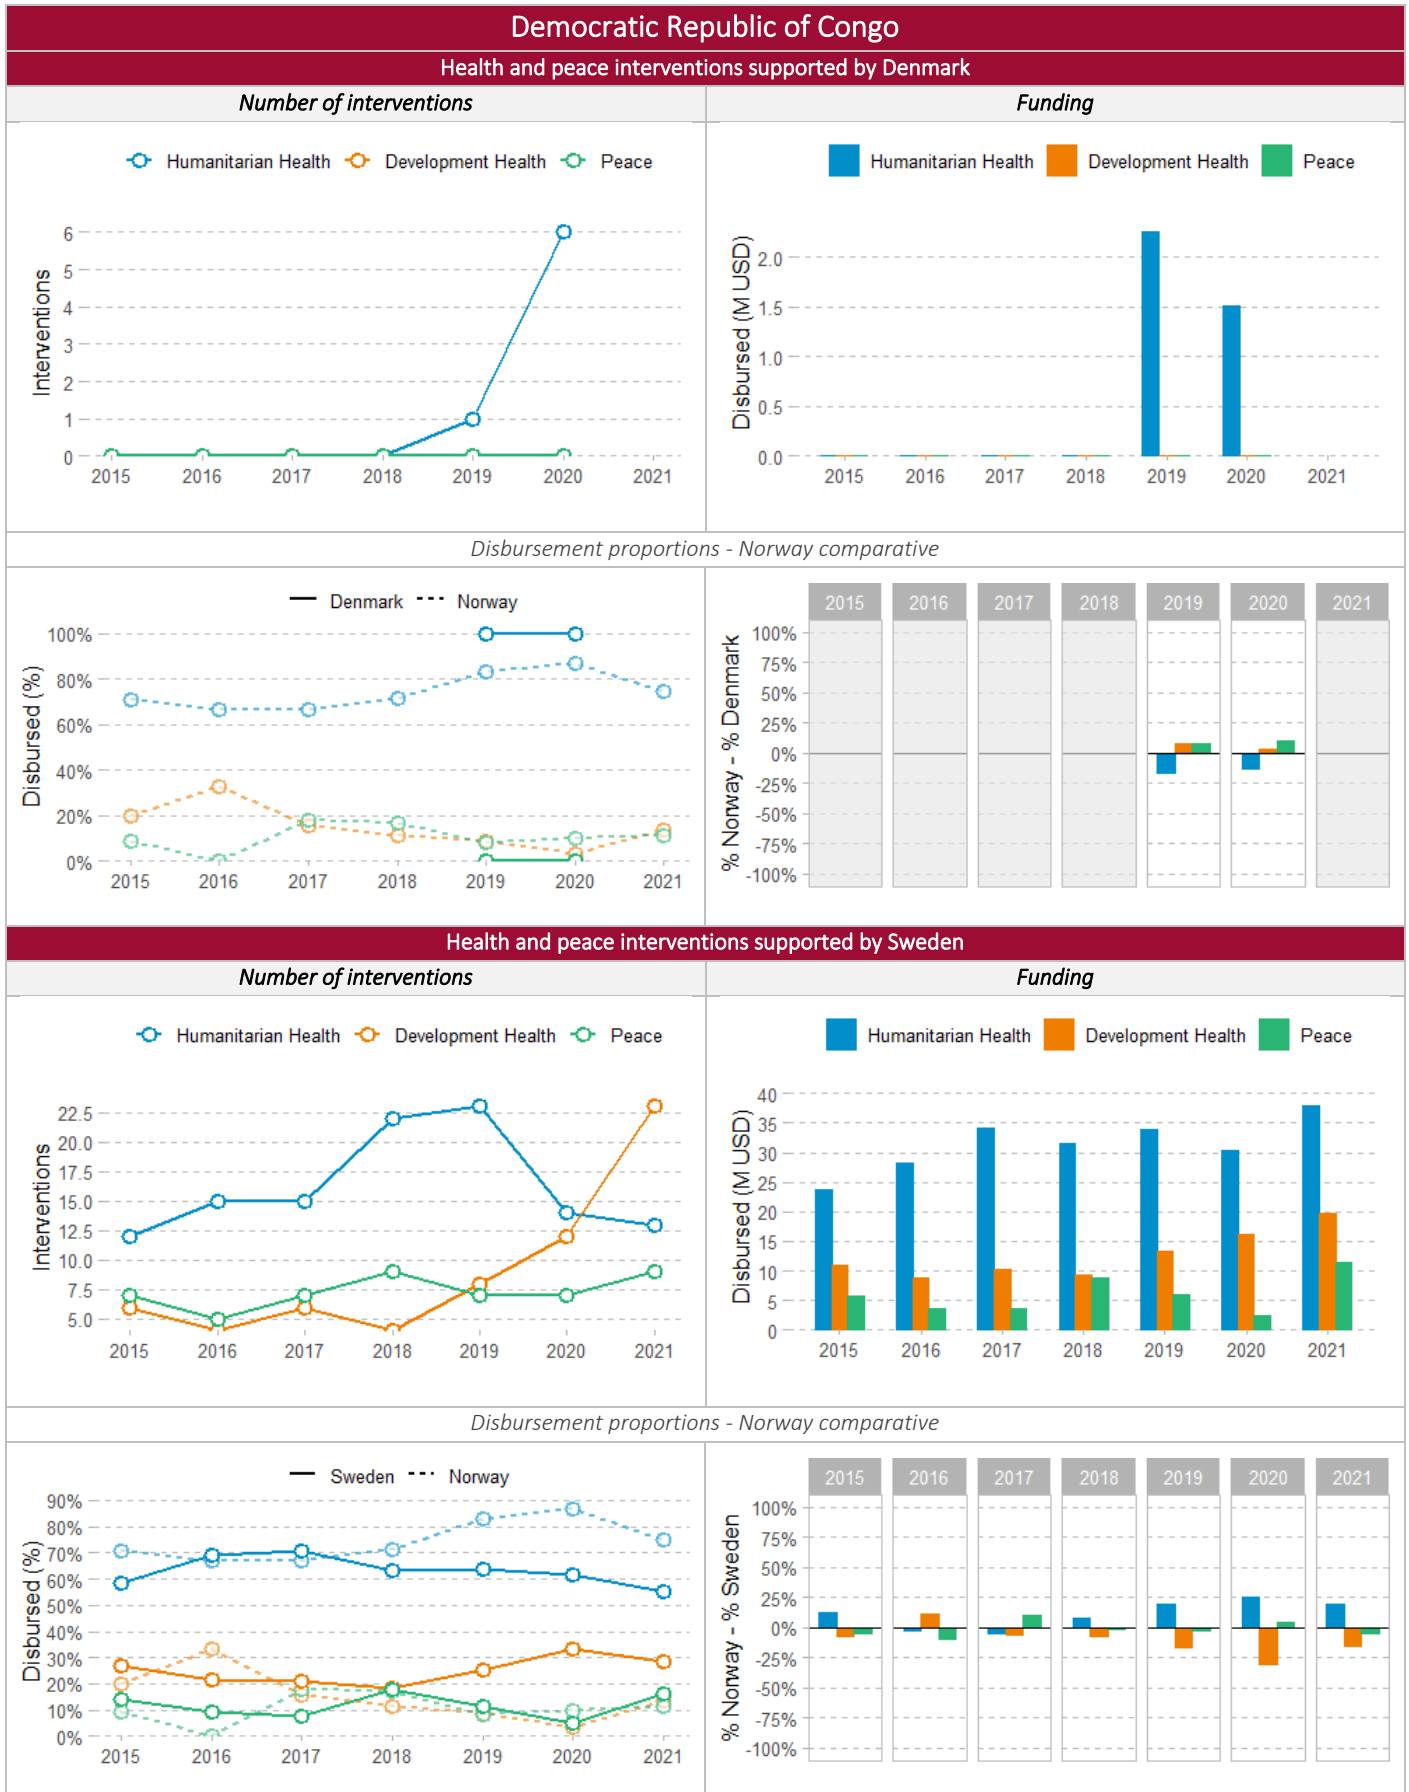 Democratic Republic of Congo
Health and peace interventions supported by Denmark
Number of interventions
Funding
Humanitarian Health Development Health Peace
Interventions
6
5
4
3
2
1
0
2015 2016 2017 2018 2019 2020 2021
Humanitarian Health Development Health Peace
Disbursed (M USD)
2.0
1.5
1.0
0.5
0.0
2015 2016 2017 2018 2019 2020 2021
Disbursement proportions - Norway comparative
Denmark Norway
Disbursed (%)
100%
80%
60%
40%
20%
0%
2015 2016 2017 2018 2019 2020 2021
2015 2016 2017 2018 2019 2020 2021
% Norway - % Denmark
100%
75%
50%
25%
0%
-25%
-50%
-75%
-100%
Health and peace interventions supported by Sweden
Number of interventions
Funding
Humanitarian Health Development Health Peace
Interventions
22.5
20.0
17.5
15.0
12.5
10.0
7.5
5.0
2015 2016 2017 2018 2019 2020 2021
Humanitarian Health Development Health Peace
Disbursed (M USD)
40
35
30
25
20
15
10
5
0
2015 2016 2017 2018 2019 2020 2021
Disbursement proportions - Norway comparative
Sweden Norway
Disbursed (%)
90%
80%
70%
60%
50%
40%
30%
20%
10%
0%
2015 2016 2017 2018 2019 2020 2021
2015 2016 2017 2018 2019 2020 2021
% Norway - % Sweden
100%
75%
50%
25%
0%
-25%
-50%
-75%
-100%